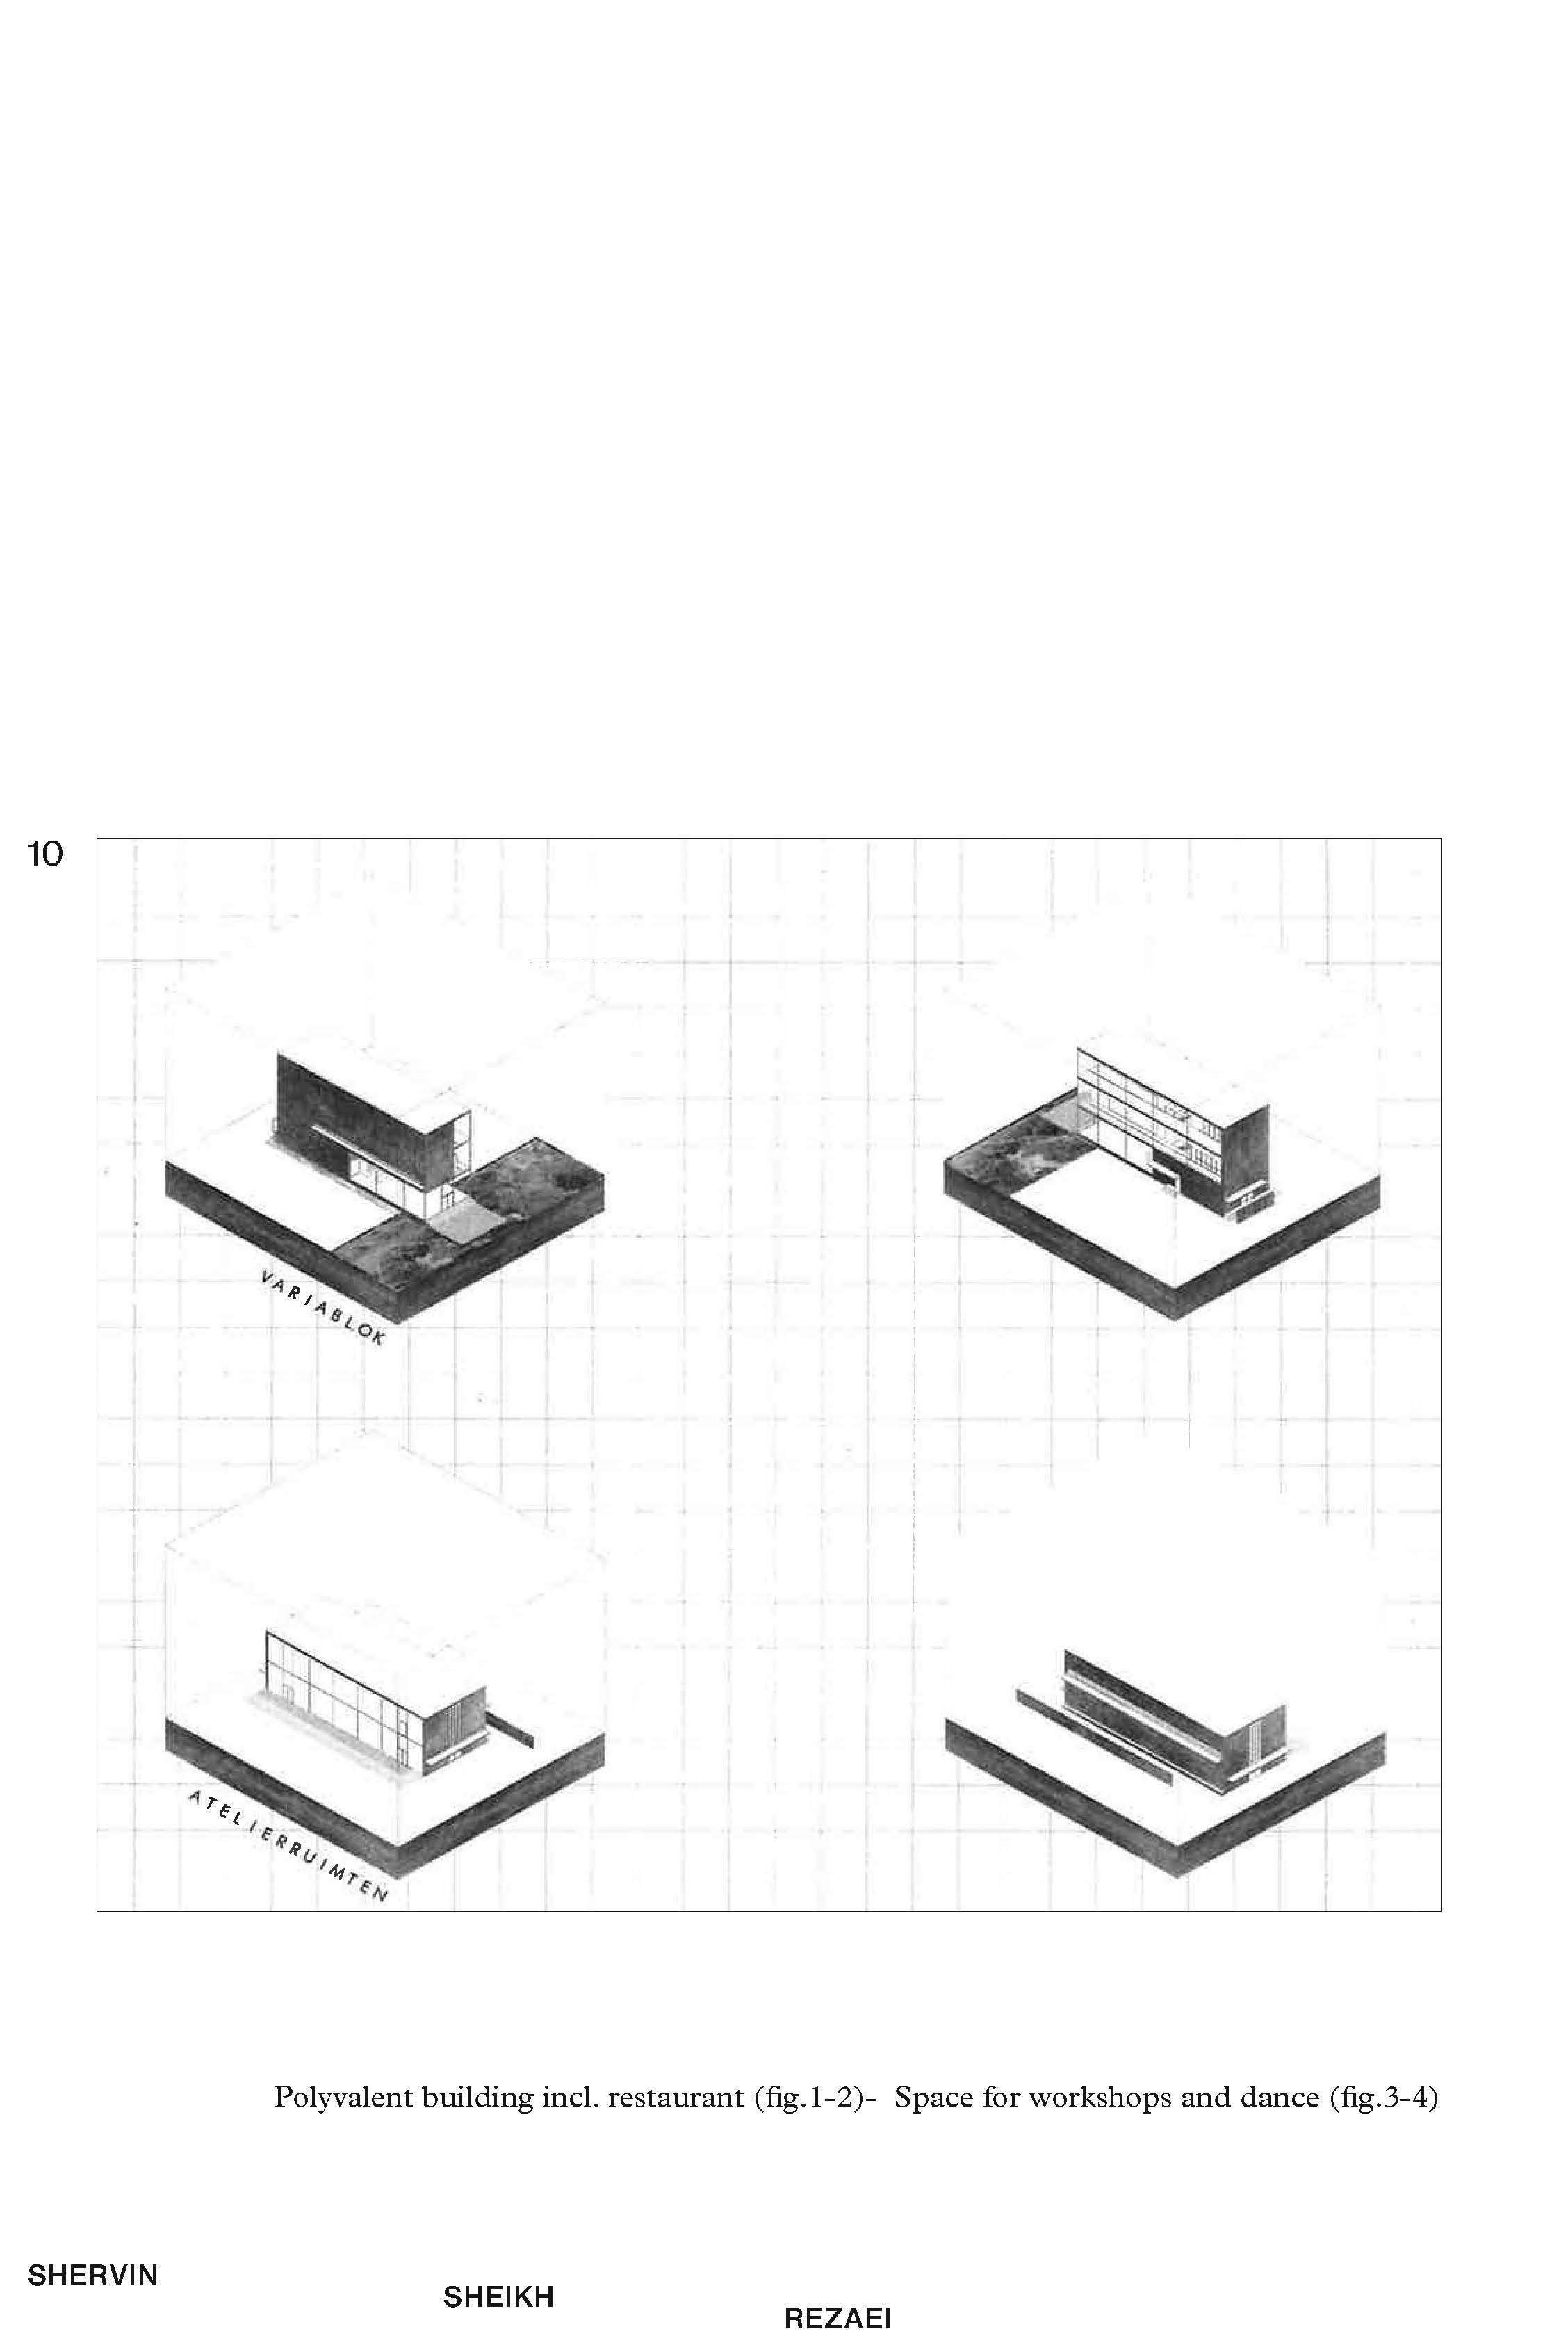 10
VARIABLOK
ATELIERRUIMTEN
Polyvalent building incl. restaurant (fig.1-2)-  Space for workshops and dance (fig.3-4)
SHERVIN
SHEIKH
REZAEI